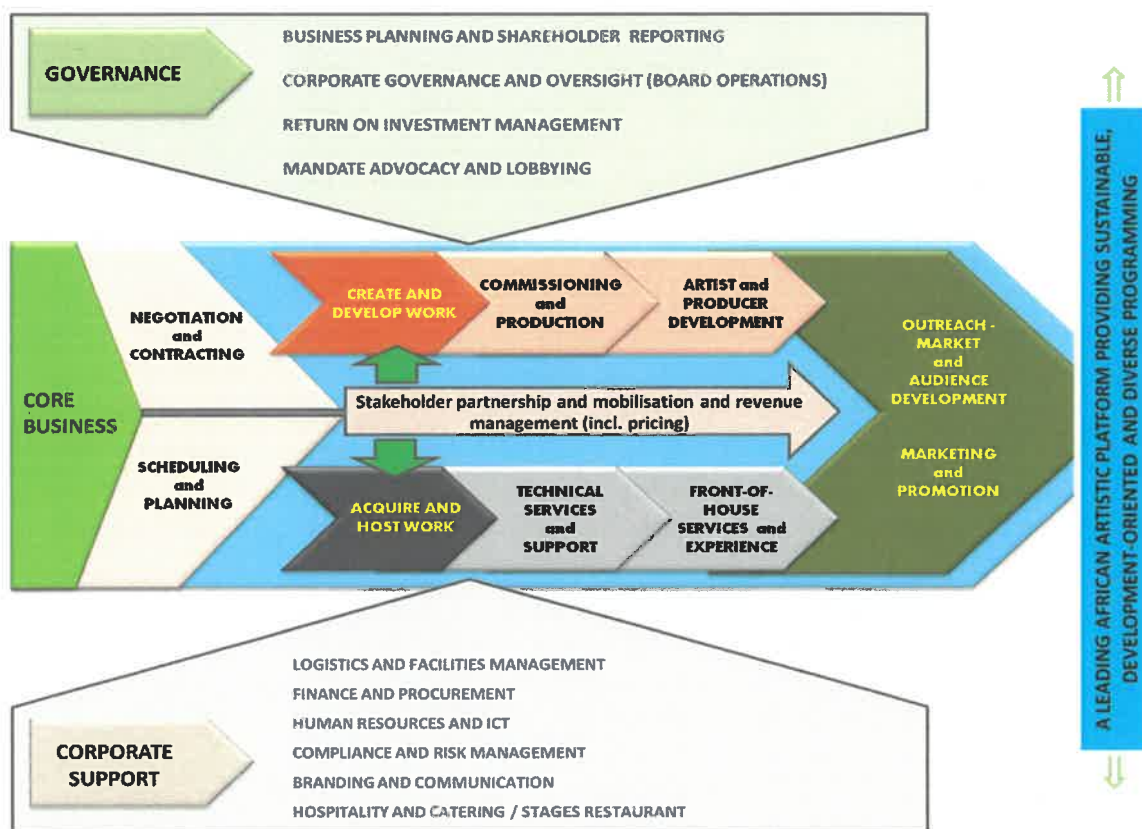 GOVERNANCE
BUSINESS PLANNING AND SHAREHOLDER REPORTING
CORPORATE GOVERNANCE AND OVERSIGHT (BOARD OPERATIONS)
RETURN ON INVESTMENT MANAGEMENT
MANDATE ADVOCACY AND LOBBYING
CORE
BUSINESS
NEGOTIATION
and
CONTRACTING
SCHEDULING
and
PLANNING
CREATE AND
DEVELOP WORK
COMMISSIONING
and
PRODUCTION
ARTIST and
PRODUCER
DEVELOPMENT
Stakeholder partnership and mobilisation and revenue
management (incl. pricing)
ACQUIRE AND
HOST WORK
TECHNICAL
SERVICES
and
SUPPORT
FRONT-OF-
HOUSE
SERVICES and
EXPERIENCE
OUTREACH -
MARKET
and
AUDIENCE
DEVELOPMENT
MARKETING
and
PROMOTION
CORPORATE
SUPPORT
LOGISTICS AND FACILITIES MANAGEMENT
FINANCE AND PROCUREMENT
HUMAN RESOURCES AND ICT
COMPLIANCE AND RISK MANAGEMENT
BRANDING AND COMMUNICATION
HOSPITALITY AND CATERING / STAGES RESTAURANT
A LEADING AFRICAN ARTISTIC PLATFORM PROVIDING SUSTAINABLE,
DEVELOPMENT-ORIENTED AND DIVERSE PROGRAMMING